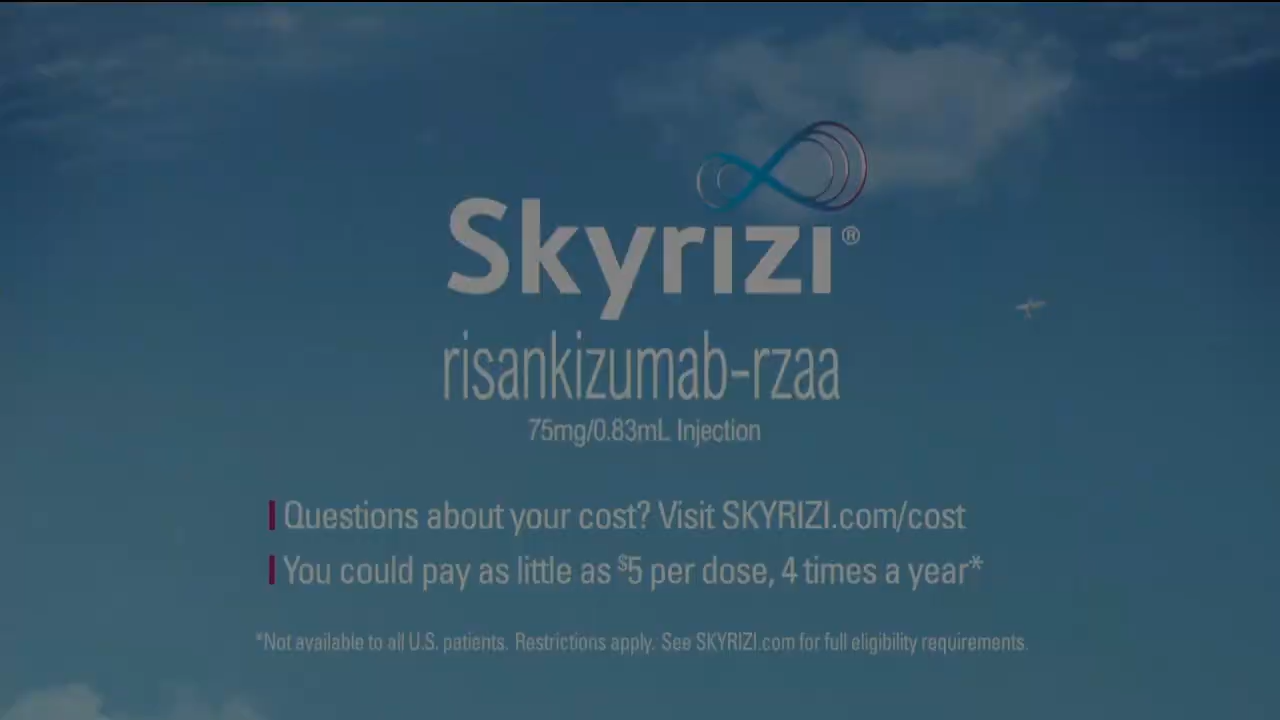 Skyrizi®
risankizumab-rzaa
75mg/0.83mL Injection
Questions about your cost? Visit SKYRIZI.com/cost
You could pay as little as $5 per dose, 4 times a year*
*Not available to all U.S. patients. Restrictions apply. See SKYRIZI.com for full eligibility requirements.